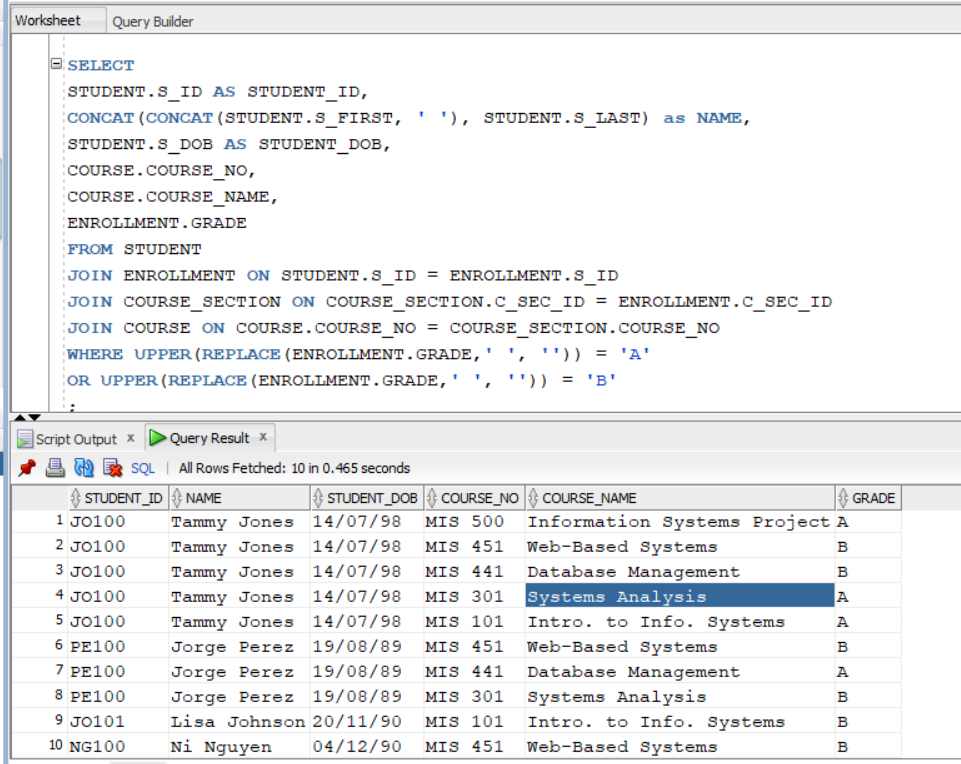 Worksheet Query Builder
SELECT
STUDENT.S_ID AS STUDENT_ID,
CONCAT(CONCAT(STUDENT.S_FIRST, ' '), STUDENT.S_LAST) as NAME,
STUDENT.S_DOB AS STUDENT_DOB,
COURSE.COURSE_NO,
COURSE.COURSE_NAME,
ENROLLMENT.GRADE
FROM STUDENT
JOIN ENROLLMENT ON STUDENT.S_ID = ENROLLMENT.S_ID
JOIN COURSE_SECTION ON COURSE_SECTION.C_SEC_ID = ENROLLMENT.C_SEC_ID
JOIN COURSE ON COURSE.COURSE_NO = COURSE_SECTION.COURSE_NO
WHERE UPPER(REPLACE(ENROLLMENT.GRADE,' ', '')) = 'A'
OR UPPER(REPLACE(ENROLLMENT.GRADE,' ', '')) = 'B'
;
Script Output x Query Result x
SQL | All Rows Fetched: 10 in 0.465 seconds
STUDENT_ID NAME STUDENT_DOB COURSE_NO COURSE_NAME GRADE
1 JO100 Tammy Jones 14/07/98 MIS 500 Information Systems Project A
2 JO100 Tammy Jones 14/07/98 MIS 451 Web-Based Systems B
3 JO100 Tammy Jones 14/07/98 MIS 441 Database Management B
4 JO100 Tammy Jones 14/07/98 MIS 301 Systems Analysis A
5 JO100 Tammy Jones 14/07/98 MIS 101 Intro. to Info. Systems A
6 PE100 Jorge Perez 19/08/89 MIS 451 Web-Based Systems B
7 PE100 Jorge Perez 19/08/89 MIS 441 Database Management A
8 PE100 Jorge Perez 19/08/89 MIS 301 Systems Analysis B
9 JO101 Lisa Johnson 20/11/90 MIS 101 Intro. to Info. Systems B
10 NG100 Ni Nguyen 04/12/90 MIS 451 Web-Based Systems B